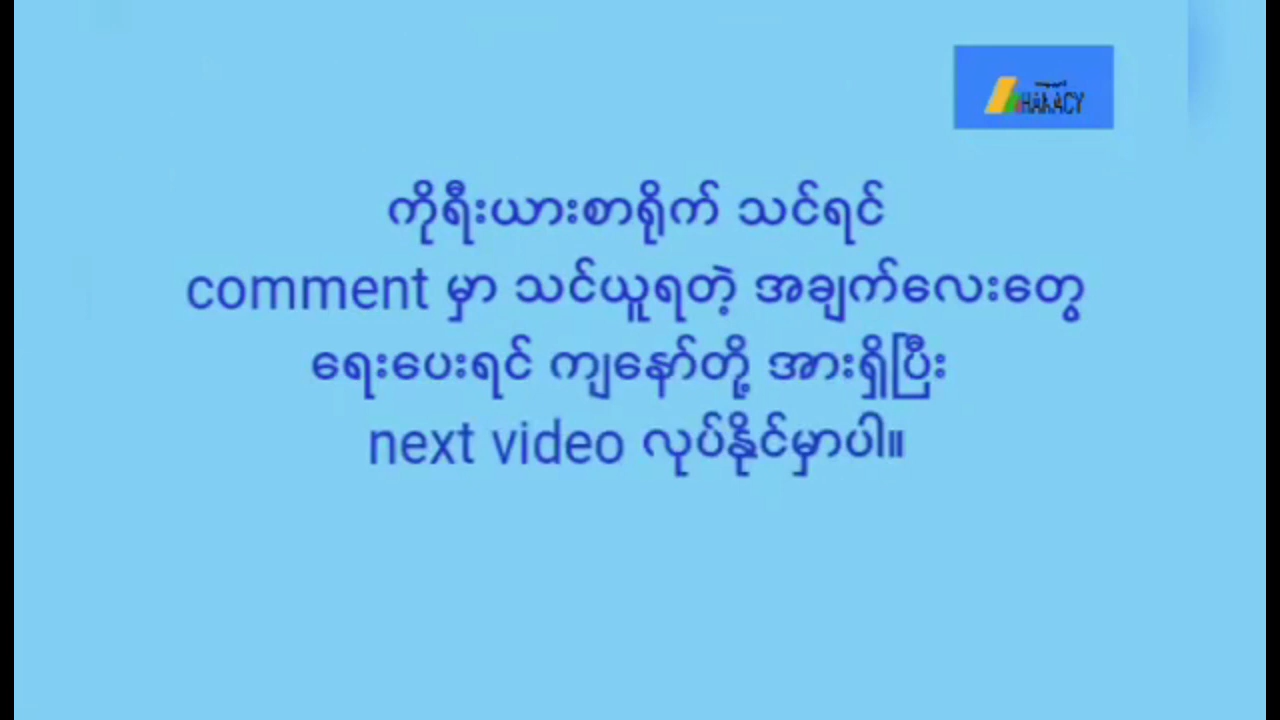 HAKACY
ကိုရီးယားစာရိုက် သင်ရင်
comment မှာ သင်ယူရတဲ့ အချက်လေးတွေ
ရေးပေးရင် ကျနော်တို့ အားရှိပြီး
next video လုပ်နိုင်မှာပါ။